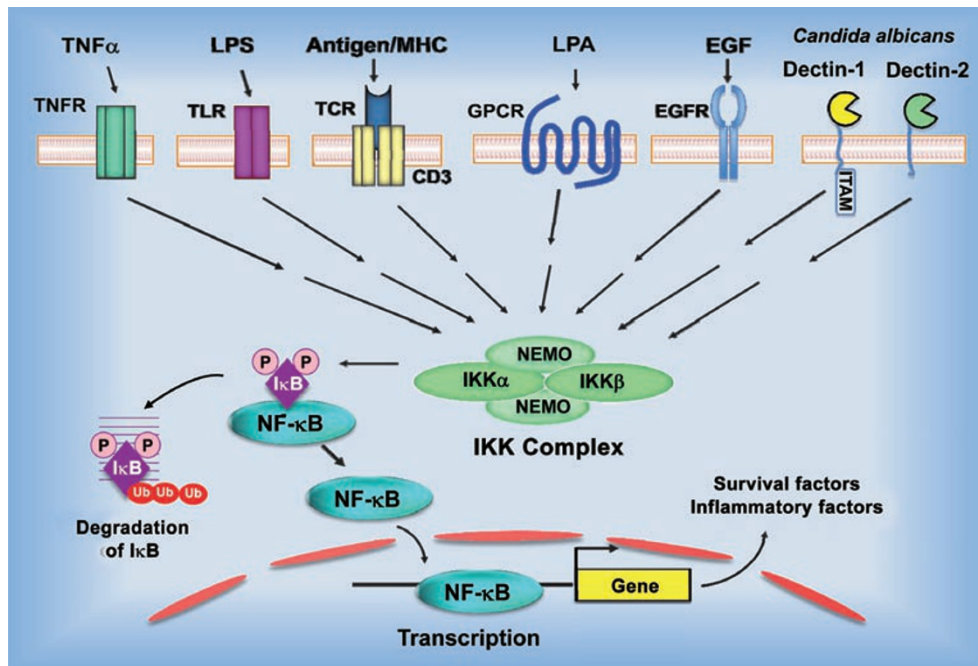 TNFα
LPS
Antigen/MHC
LPA
EGF
Candida albicans
Dectin-1
Dectin-2
TNFR
TLR
TCR
CD3
GPCR
EGFR
ITAM
NEMO
IKKα
IKKβ
NEMO
IKK Complex
P
P
IκB
NF-κB
P
P
IκB
Ub
Ub
Ub
Degradation
of IκB
NF-κB
Survival factors
Inflammatory factors
NF-κB
Gene
Transcription